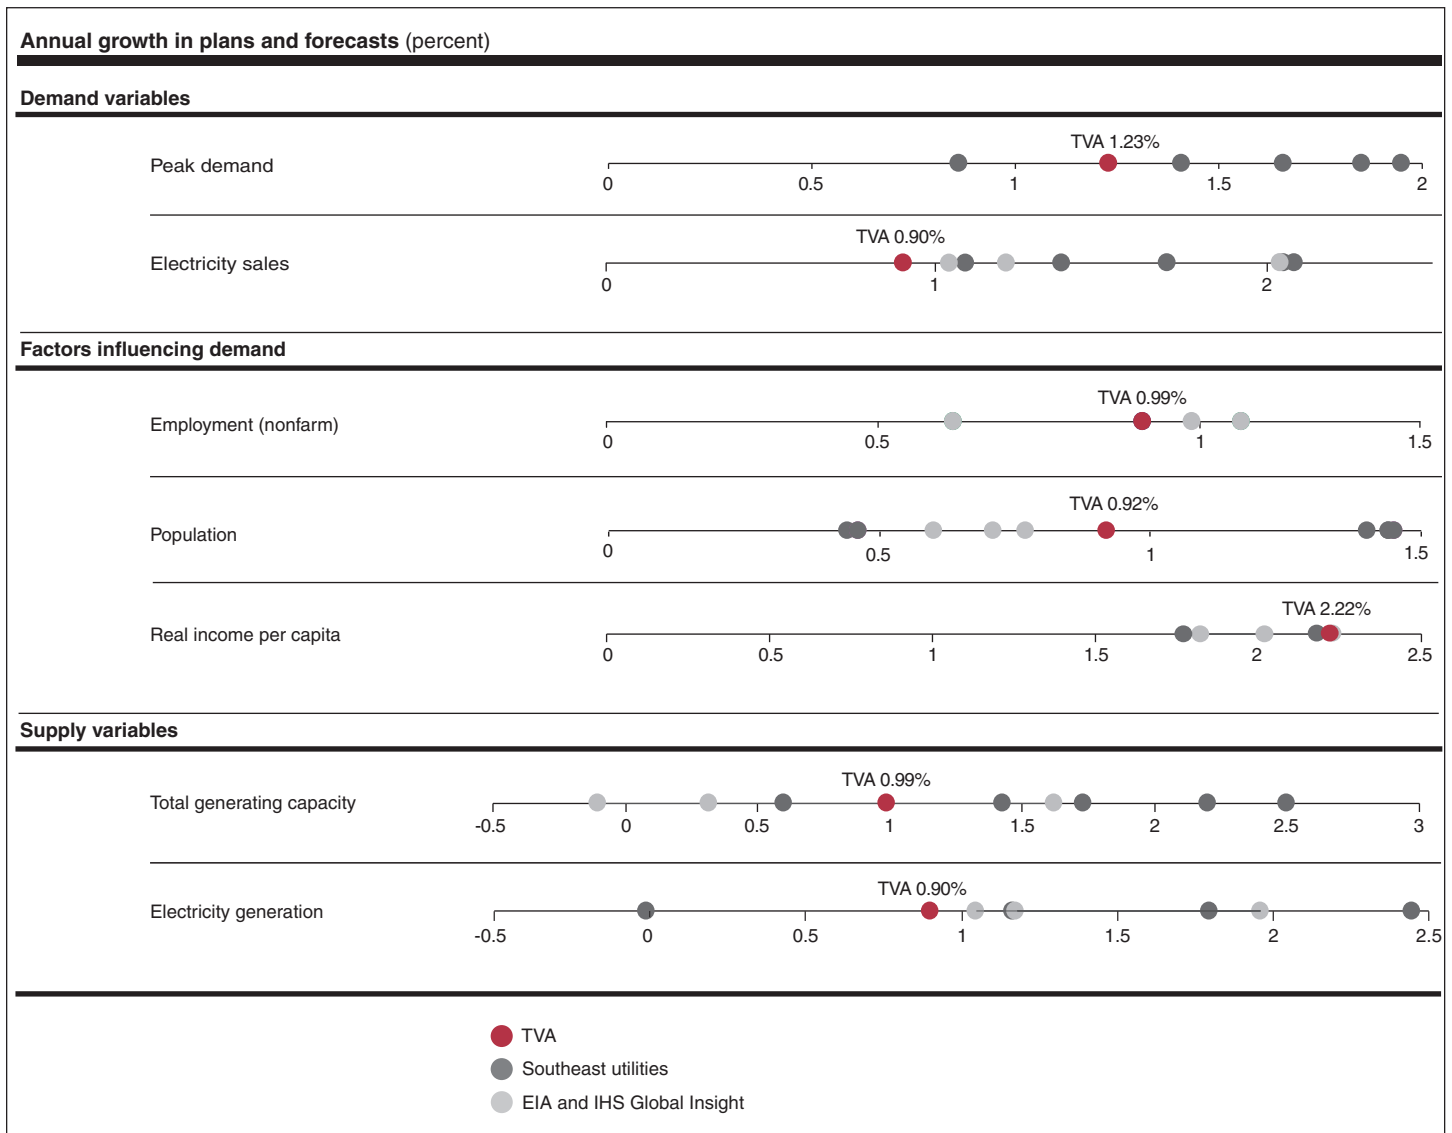 Annual growth in plans and forecasts (percent)
Demand variables
TVA 1.23%
Peak demand
0 0.5 1 1.5 2
TVA 0.90%
Electricity sales
0 1 2
Factors influencing demand
TVA 0.99%
Employment (nonfarm)
0 0.5 1 1.5
TVA 0.92%
Population
0 0.5 1 1.5
TVA 2.22%
Real income per capita
0 0.5 1 1.5 2 2.5
Supply variables
TVA 0.99%
Total generating capacity
-0.5 0 0.5 1 1.5 2 2.5 3
TVA 0.90%
Electricity generation
-0.5 0 0.5 1 1.5 2 2.5
TVA
Southeast utilities
EIA and IHS Global Insight